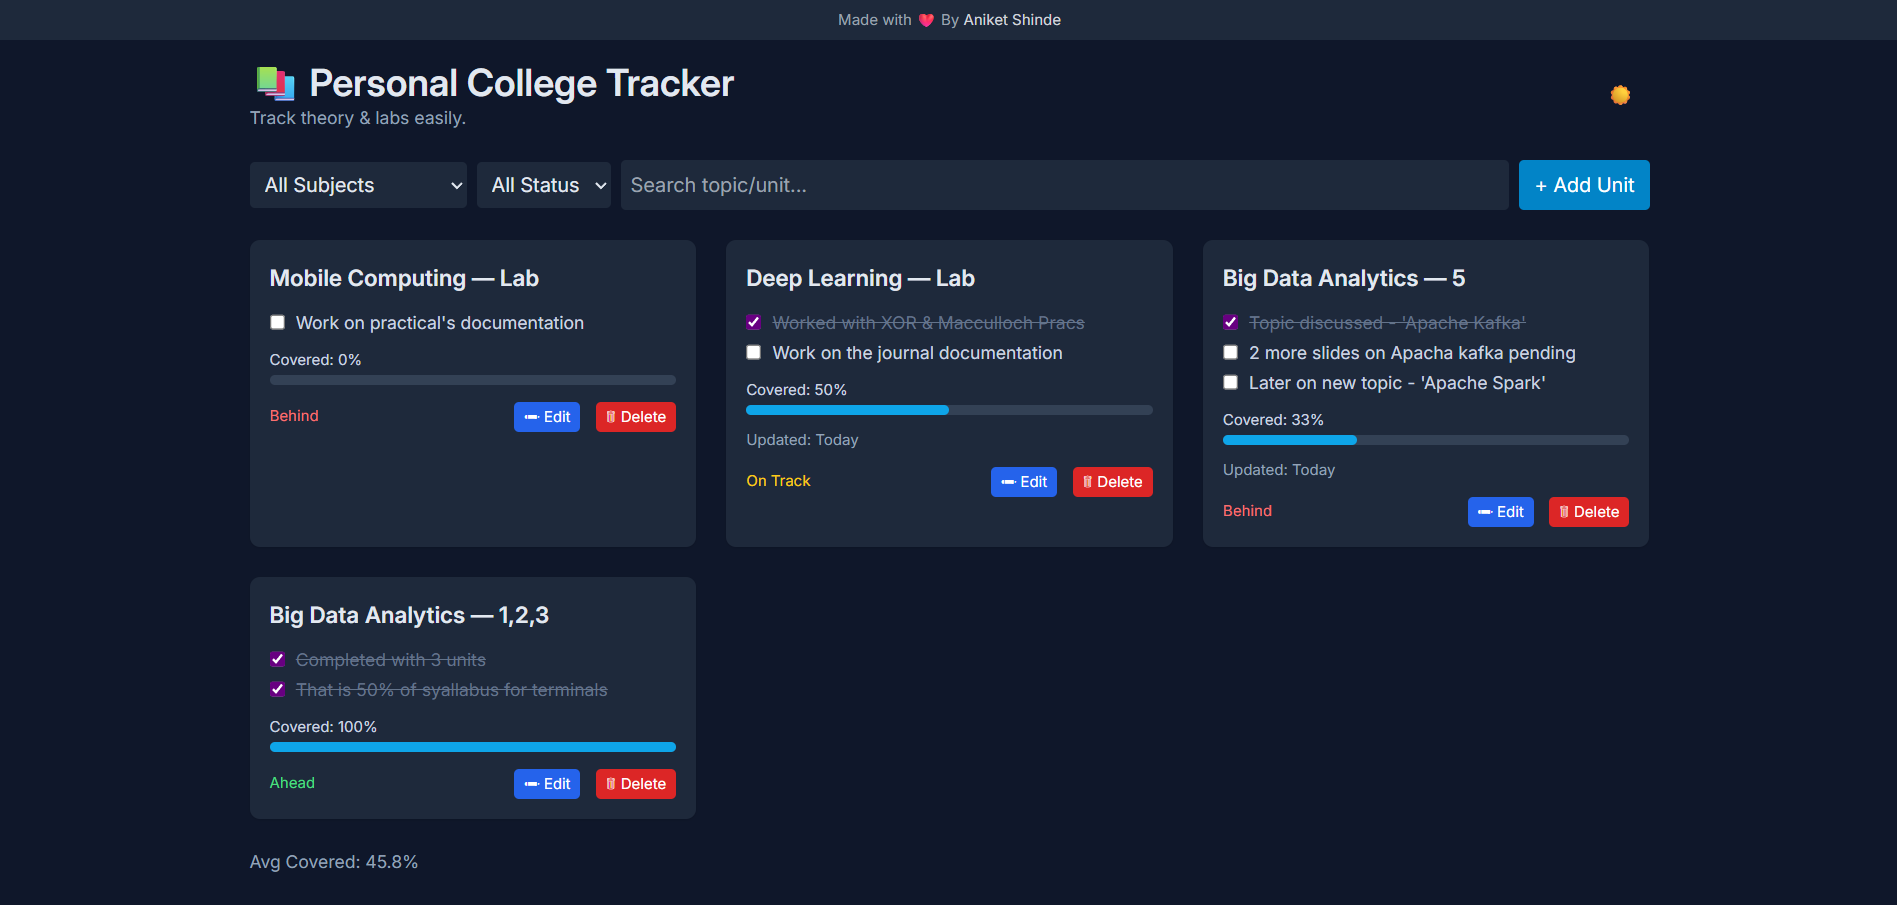 Made with By Aniket Shinde
Personal College Tracker
Track theory & labs easily.
All Subjects
All Status
Search topic/unit...
+ Add Unit
Mobile Computing — Lab
Work on practical's documentation
Covered: 0%
Behind
Edit
Delete
Deep Learning — Lab
Worked with XOR & Macculloch Pracs
Work on the journal documentation
Covered: 50%
Updated: Today
On Track
Edit
Delete
Big Data Analytics — 5
Topic discussed - 'Apache Kafka'
2 more slides on Apacha kafka pending
Later on new topic - 'Apache Spark'
Covered: 33%
Updated: Today
Behind
Edit
Delete
Big Data Analytics — 1,2,3
Completed with 3 units
That is 50% of syallabus for terminals
Covered: 100%
Ahead
Edit
Delete
Avg Covered: 45.8%